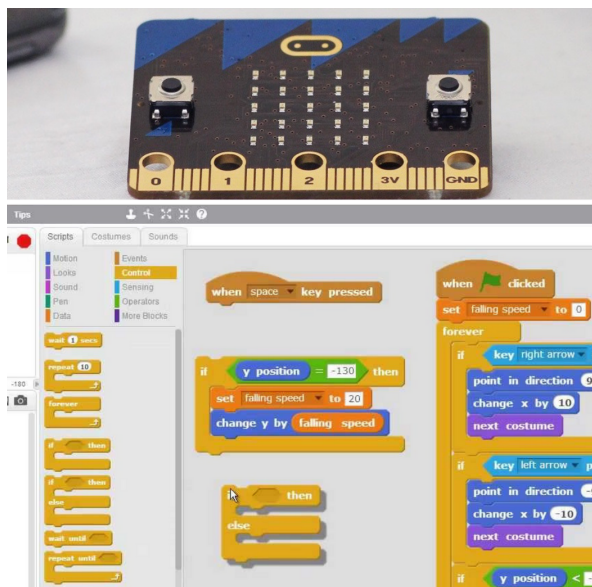 0 1 2 3V GND
Tips
Scripts Costumes Sounds
Motion Events
Looks Control
Sound Sensing
Pen Operators
Data More Blocks
wait 1 secs
repeat 10
forever
if then
if then
else
wait until
repeat until
-180
when space key pressed
if y position = -130 then
set falling speed to 20
change y by falling speed
if then
else
when clicked
set falling speed to 0
forever
if key right arrow
point in direction 9
change x by 10
next costume
if key left arrow p
point in direction
change x by -10
next costume
if y position <